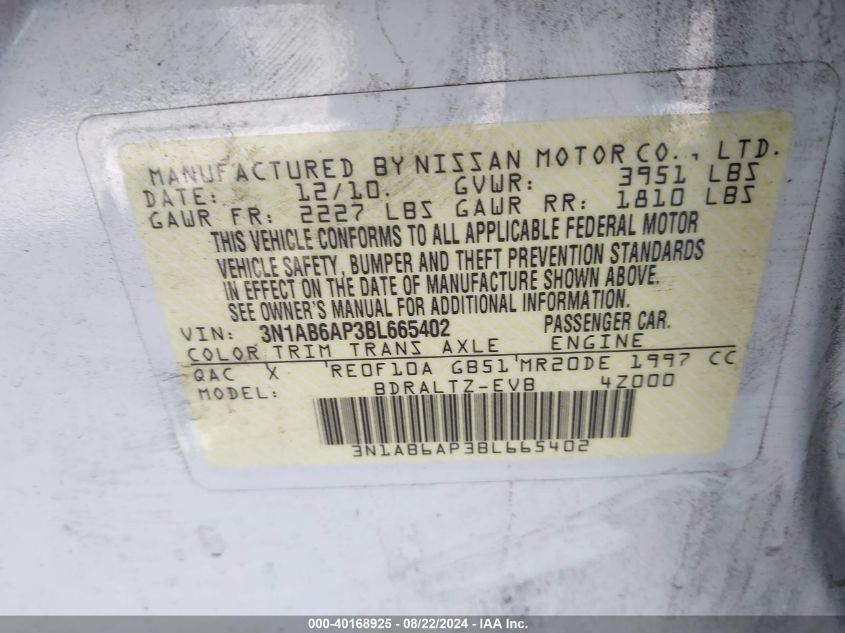 MANUFACTURED BY NISSAN MOTOR CO., LTD.
DATE: 12/10. GVWR: 3951 LBS
GAWR FR: 2227 LBS GAWR RR: 1810 LBS
THIS VEHICLE CONFORMS TO ALL APPLICABLE FEDERAL MOTOR
VEHICLE SAFETY, BUMPER AND THEFT PREVENTION STANDARDS
IN EFFECT ON THE DATE OF MANUFACTURE SHOWN ABOVE.
SEE OWNER'S MANUAL FOR ADDITIONAL INFORMATION.
VIN: 3N1AB6AP3BL665402 PASSENGER CAR.
COLOR TRIM TRANS AXLE ENGINE
QAC X 'RE0F10A GB51'MR20DE 1997 CC
MODEL: BDRALTZ-EVB 4Z000
3N1AB6AP3BL665402
000-40168925 - 08/22/2024 - IAA Inc.